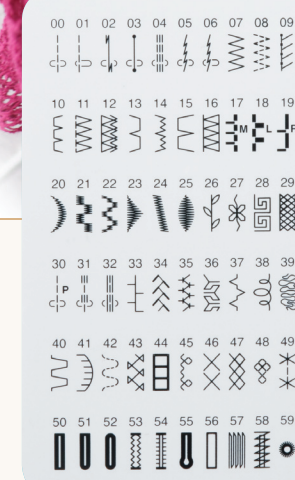 00 01 02 03 04 05 06 07 08 09
10 11 12 13 14 15 16 17 18 19
M L F
20 21 22 23 24 25 26 27 28 29
30 31 32 33 34 35 36 37 38 39
P
40 41 42 43 44 45 46 47 48 49
50 51 52 53 54 55 56 57 58 59